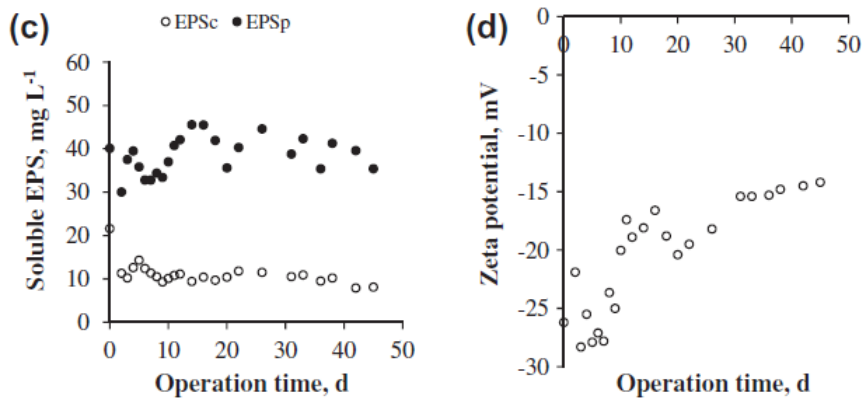 (c)
○ EPSc ● EPSp
Soluble EPS, mg L-1
60
50
40
30
20
10
0
0 10 20 30 40 50
Operation time, d
(d)
Zeta potential, mV
0
0 10 20 30 40 50
-5
-10
-15
-20
-25
-30
Operation time, d